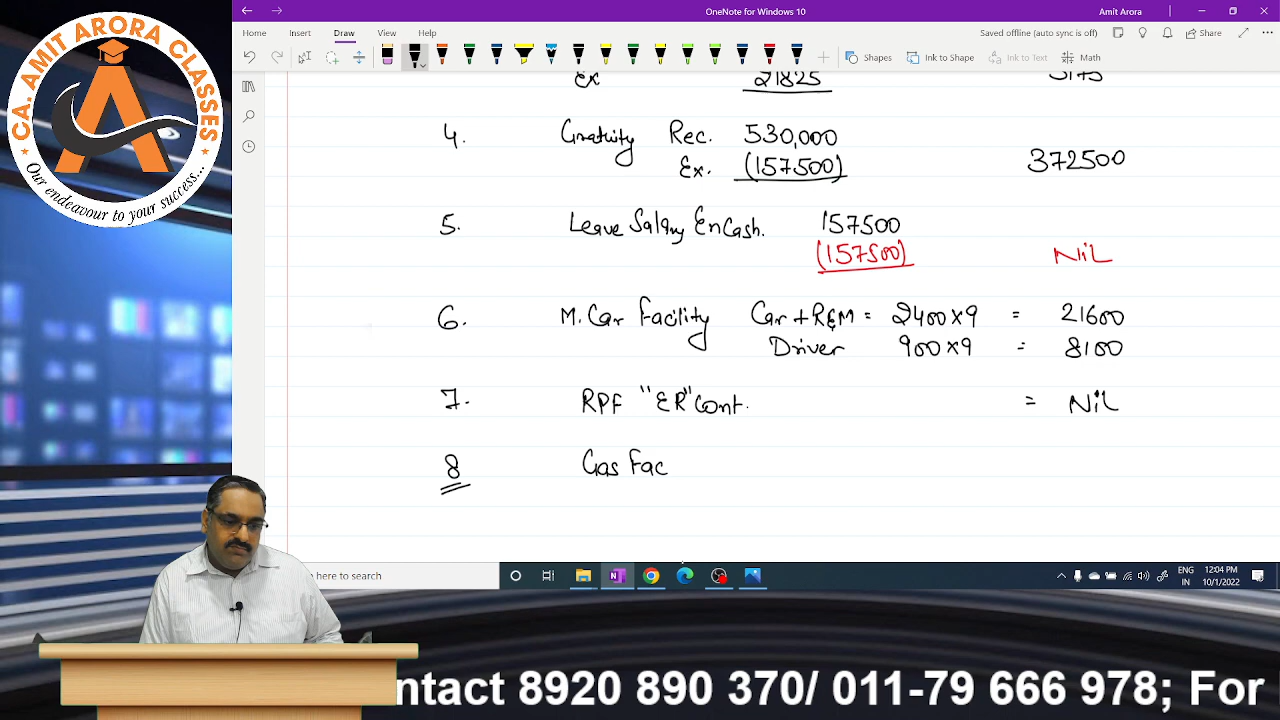 OneNote for Windows 10
Amit Arora
Home Insert Draw View Help
Saved offline (auto sync is off)
Share
Shapes
Ink to Shape
Ink to Text
Math
CA. AMIT ARORA CLASSES
Our endeavour to your success...
Ex 21825 3175
4. Gratuity Rec. 530,000
Ex. (157500) 372500
5. Leave Salary Encash. 157500
(157500) NiL
6. M. Car Facility Car + R&M = 2400×9 = 21600
Driver 900×9 = 8100
7. RPF "ER" Cont. = NiL
8 Gas Fac
here to search
ENG
IN
12:04 PM
10/1/2022
ntact 8920 890 370/ 011-79 666 978; For